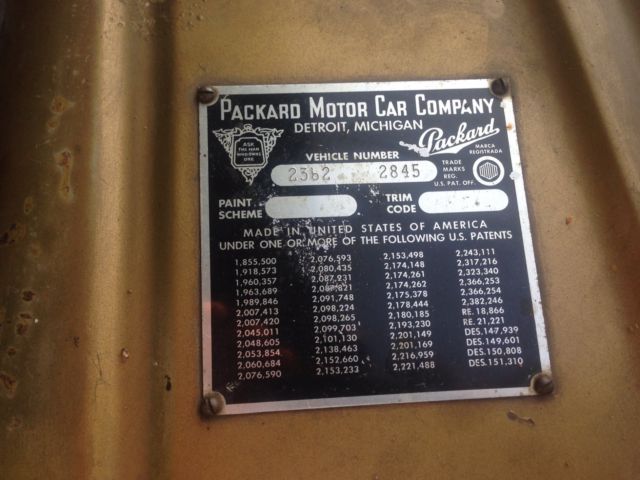 PACKARD MOTOR CAR COMPANY
DETROIT, MICHIGAN
ASK
THE MAN
WHO OWNS
ONE
Packard
MARCA
REGISTRADA
VEHICLE NUMBER
2362 2845
TRADE
MARKS
REG.
U.S. PAT. OFF.
PAINT
SCHEME
TRIM
CODE
MADE IN UNITED STATES OF AMERICA
UNDER ONE OR MORE OF THE FOLLOWING U.S. PATENTS
1,855,500 2,076,593 2,153,498 2,243,111
1,918,573 2,080,435 2,174,148 2,317,216
1,960,357 2,087,231 2,174,261 2,323,340
1,963,689 2,087,821 2,174,262 2,366,253
1,989,846 2,091,748 2,175,378 2,366,254
2,007,413 2,098,224 2,178,444 2,382,246
2,007,420 2,098,265 2,180,185 RE. 18,866
2,045,011 2,099,703 2,193,230 RE. 21,221
2,048,605 2,101,130 2,201,149 DES. 147,939
2,053,854 2,138,463 2,201,169 DES. 149,601
2,060,684 2,152,660 2,216,959 DES. 150,808
2,076,590 2,153,233 2,221,488 DES. 151,310